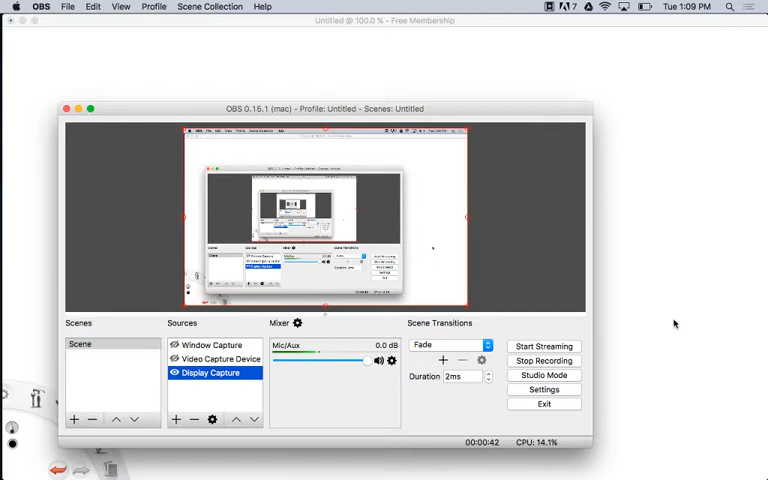 OBS File Edit View Profile Scene Collection Help 7 Tue 1:09 PM
Untitled @ 100.0 % - Free Membership
OBS 0.15.1 (mac) - Profile: Untitled - Scenes: Untitled
Scenes Sources Mixer Scene Transitions
Scene
Window Capture
Video Capture Device
Display Capture
Mic/Aux 0.0 dB
Fade
Duration 2ms
Start Streaming
Stop Recording
Studio Mode
Settings
Exit
00:00:42 CPU: 14.1%